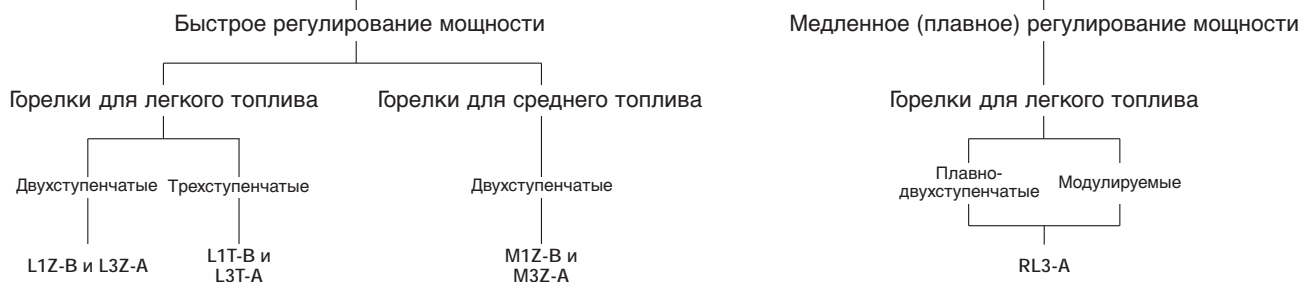 Быстрое регулирование мощности
Медленное (плавное) регулирование мощности
Горелки для легкого топлива
Горелки для среднего топлива
Горелки для легкого топлива
Двухступенчатые
Трехступенчатые
Двухступенчатые
Плавно-
двухступенчатые
Модулируемые
L1Z-B и L3Z-A
L1T-B и
L3T-A
M1Z-B и
M3Z-A
RL3-A